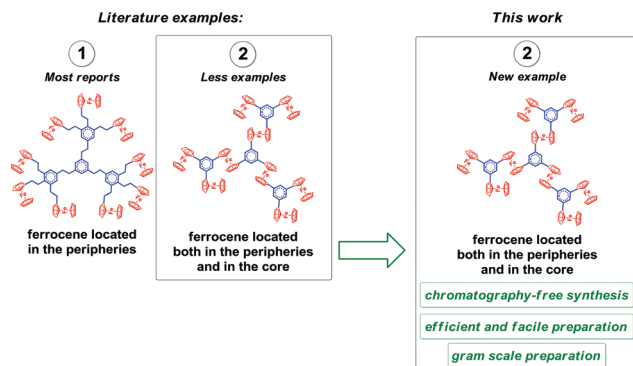 Literature examples:
1
Most reports
ferrocene located
in the peripheries
2
Less examples
ferrocene located
both in the peripheries
and in the core
This work
2
New example
ferrocene located
both in the peripheries
and in the core
chromatography-free synthesis
efficient and facile preparation
gram scale preparation